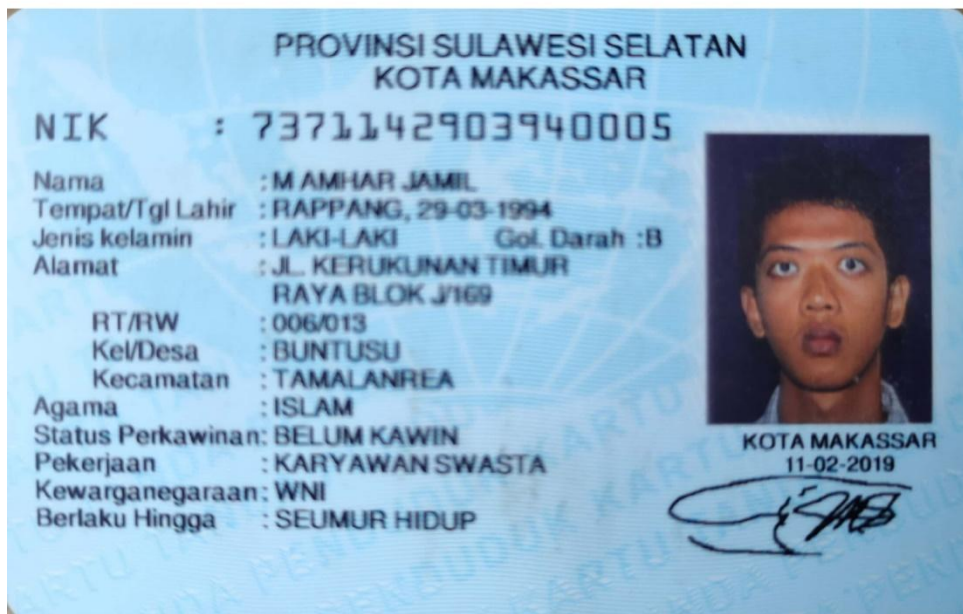 PROVINSI SULAWESI SELATAN
KOTA MAKASSAR
NIK : 7371142903940005
Nama : M AMHAR JAMIL
Tempat/Tgl Lahir : RAPPANG, 29-03-1994
Jenis kelamin : LAKI-LAKI Gol. Darah : B
Alamat : JL. KERUKUNAN TIMUR
RAYA BLOK J/169
RT/RW : 006/013
Kel/Desa : BUNTUSU
Kecamatan : TAMALANREA
Agama : ISLAM
Status Perkawinan: BELUM KAWIN
Pekerjaan : KARYAWAN SWASTA
Kewarganegaraan: WNI
Berlaku Hingga : SEUMUR HIDUP
KOTA MAKASSAR
11-02-2019